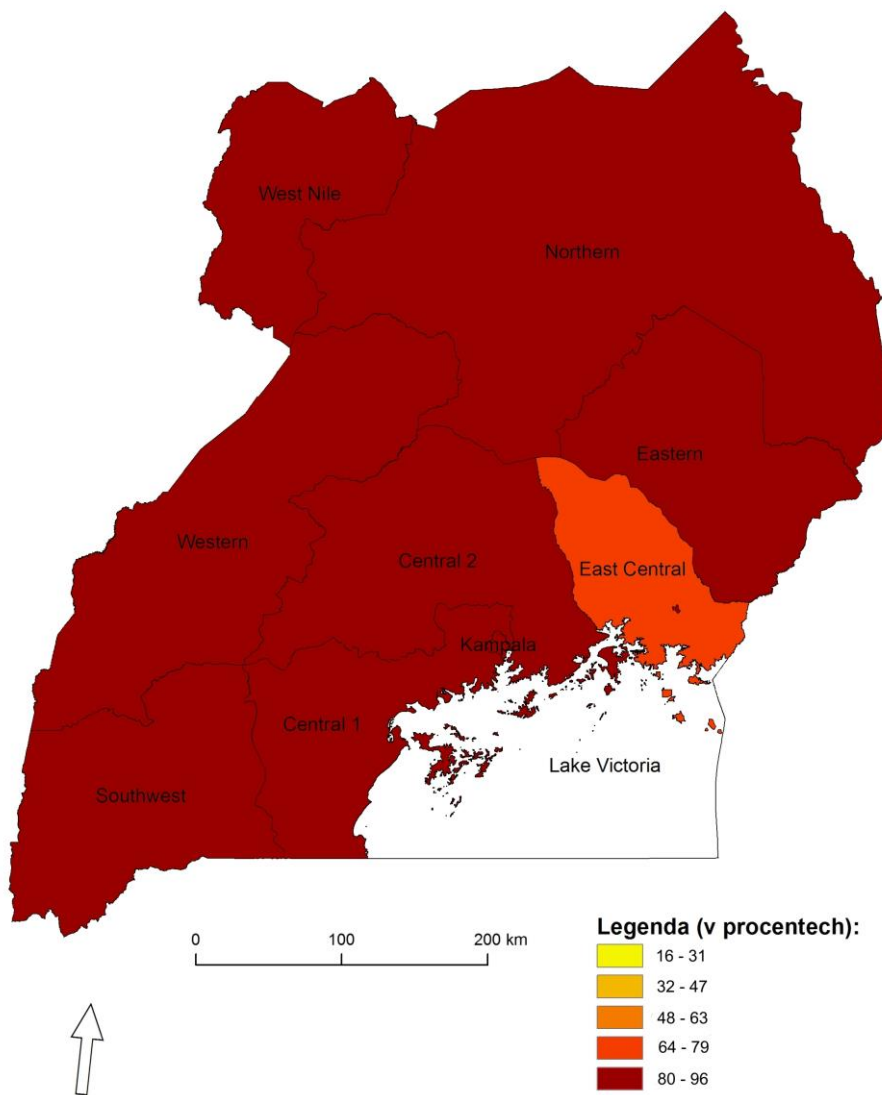 West Nile
Northern
Eastern
Western
Central 2
East Central
Kampala
Central 1
Lake Victoria
Southwest
Legenda (v procentech):
0 100 200 km
16 - 31
32 - 47
48 - 63
64 - 79
80 - 96